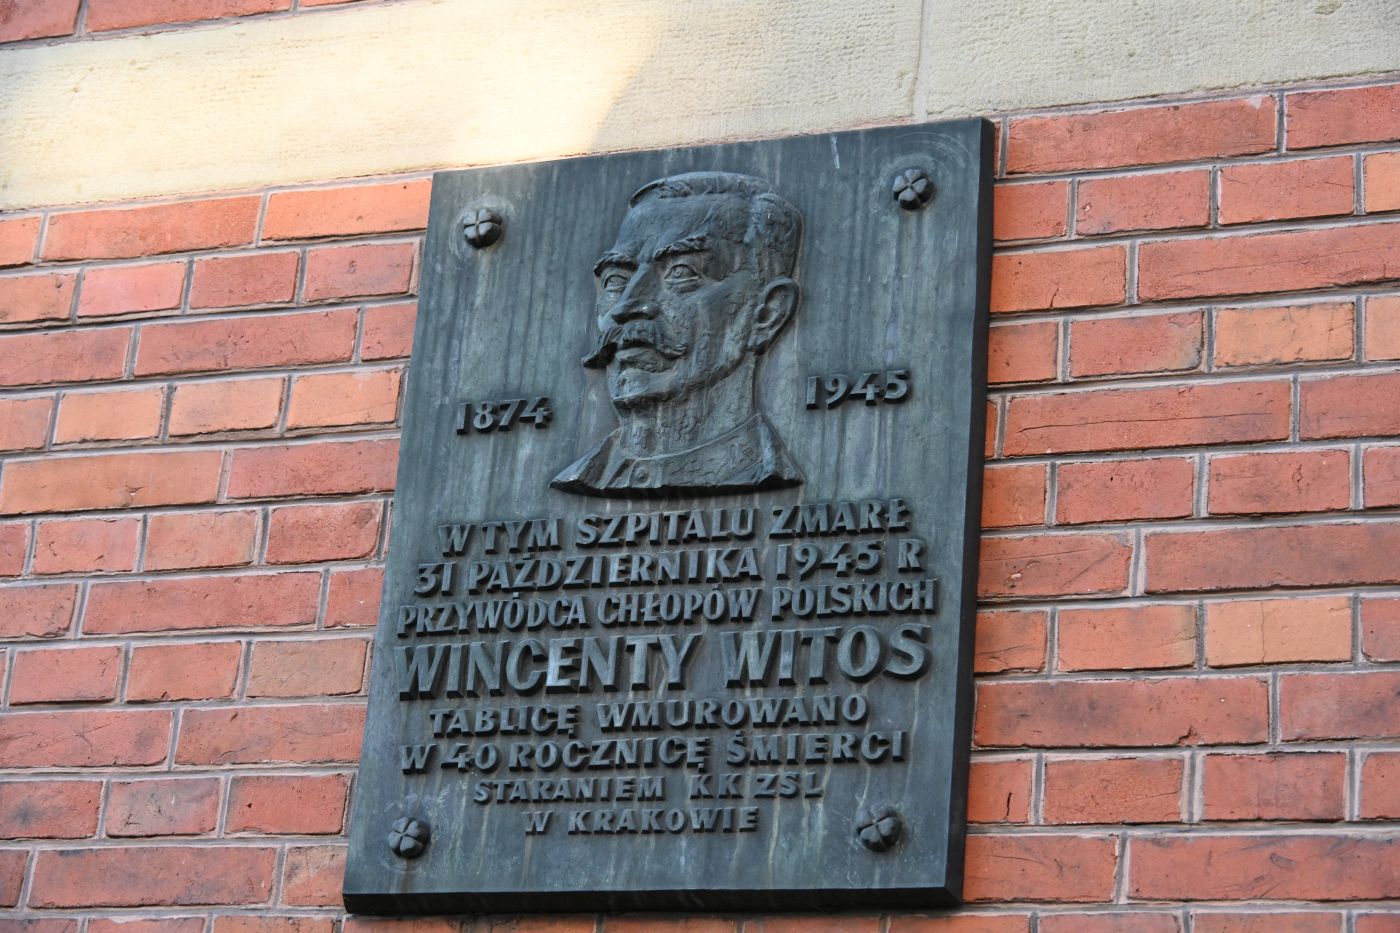 1874
1945
W TYM SZPITALU ZMARŁ
31 PAŹDZIERNIKA 1945 R
PRZYWÓDCA CHŁOPÓW POLSKICH
WINCENTY WITOS
TABLICĘ WMUROWANO
W 40 ROCZNICĘ ŚMIERCI
STARANIEM KK ZSL
W KRAKOWIE